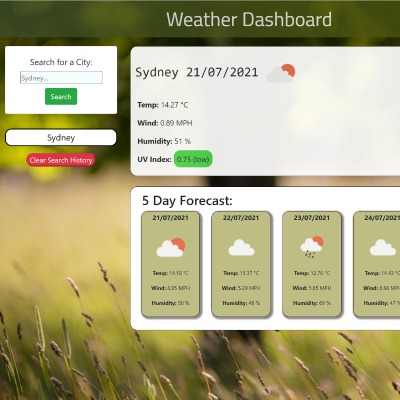 Weather Dashboard
Search for a City:
Sydney...
Search
Sydney
Clear Search History
Sydney 21/07/2021
Temp: 14.27 °C
Wind: 0.89 MPH
Humidity: 51 %
UV Index: 0.75 (low)
5 Day Forecast:
21/07/2021
Temp: 14.10 °C
Wind: 6.95 MPH
Humidity: 50 %
22/07/2021
Temp: 15.37 °C
Wind: 5.29 MPH
Humidity: 48 %
23/07/2021
Temp: 12.76 °C
Wind: 5.65 MPH
Humidity: 69 %
24/07/2021
Temp: 14.43 °C
Wind: MPH
Humidity: 47 %